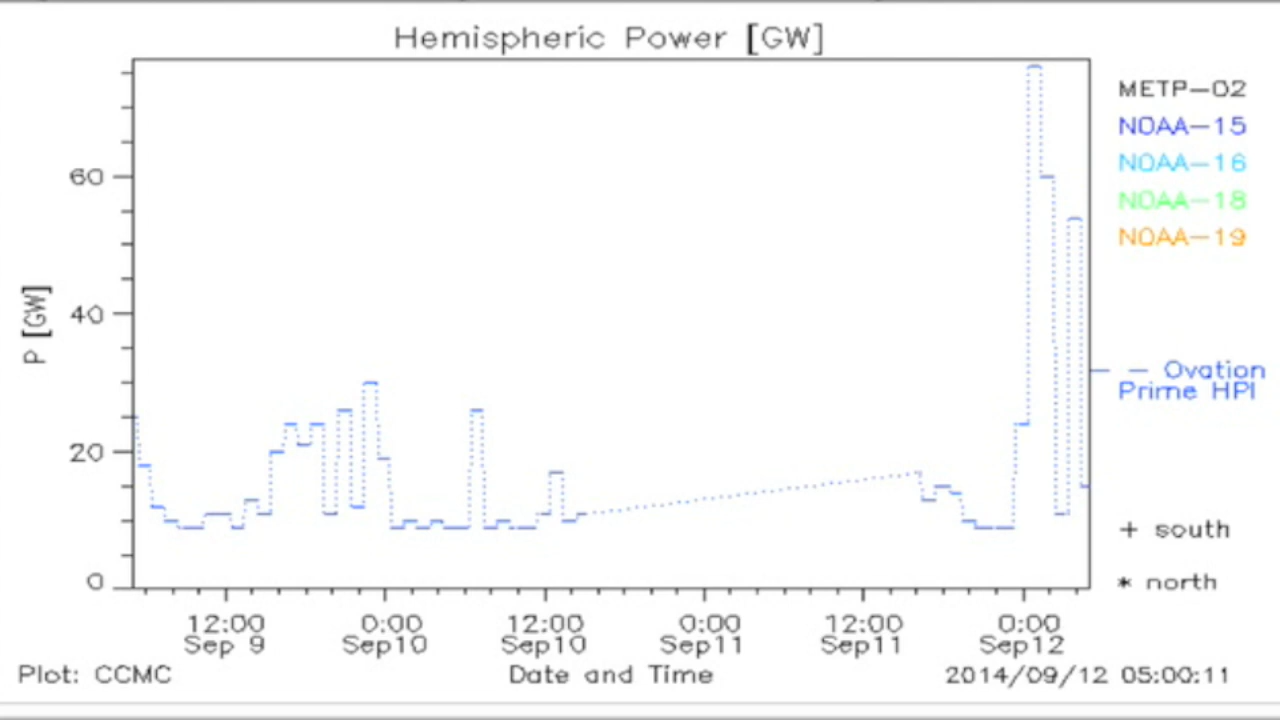 Hemispheric Power [GW]
METP-02
NOAA-15
NOAA-16
NOAA-18
NOAA-19
60
40
20
0
P [GW]
Ovation
Prime HPI
+ south
* north
12:00 0:00 12:00 0:00 12:00 0:00
Sep 9 Sep10 Sep10 Sep11 Sep11 Sep12
Plot: CCMC Date and Time 2014/09/12 05:00:11